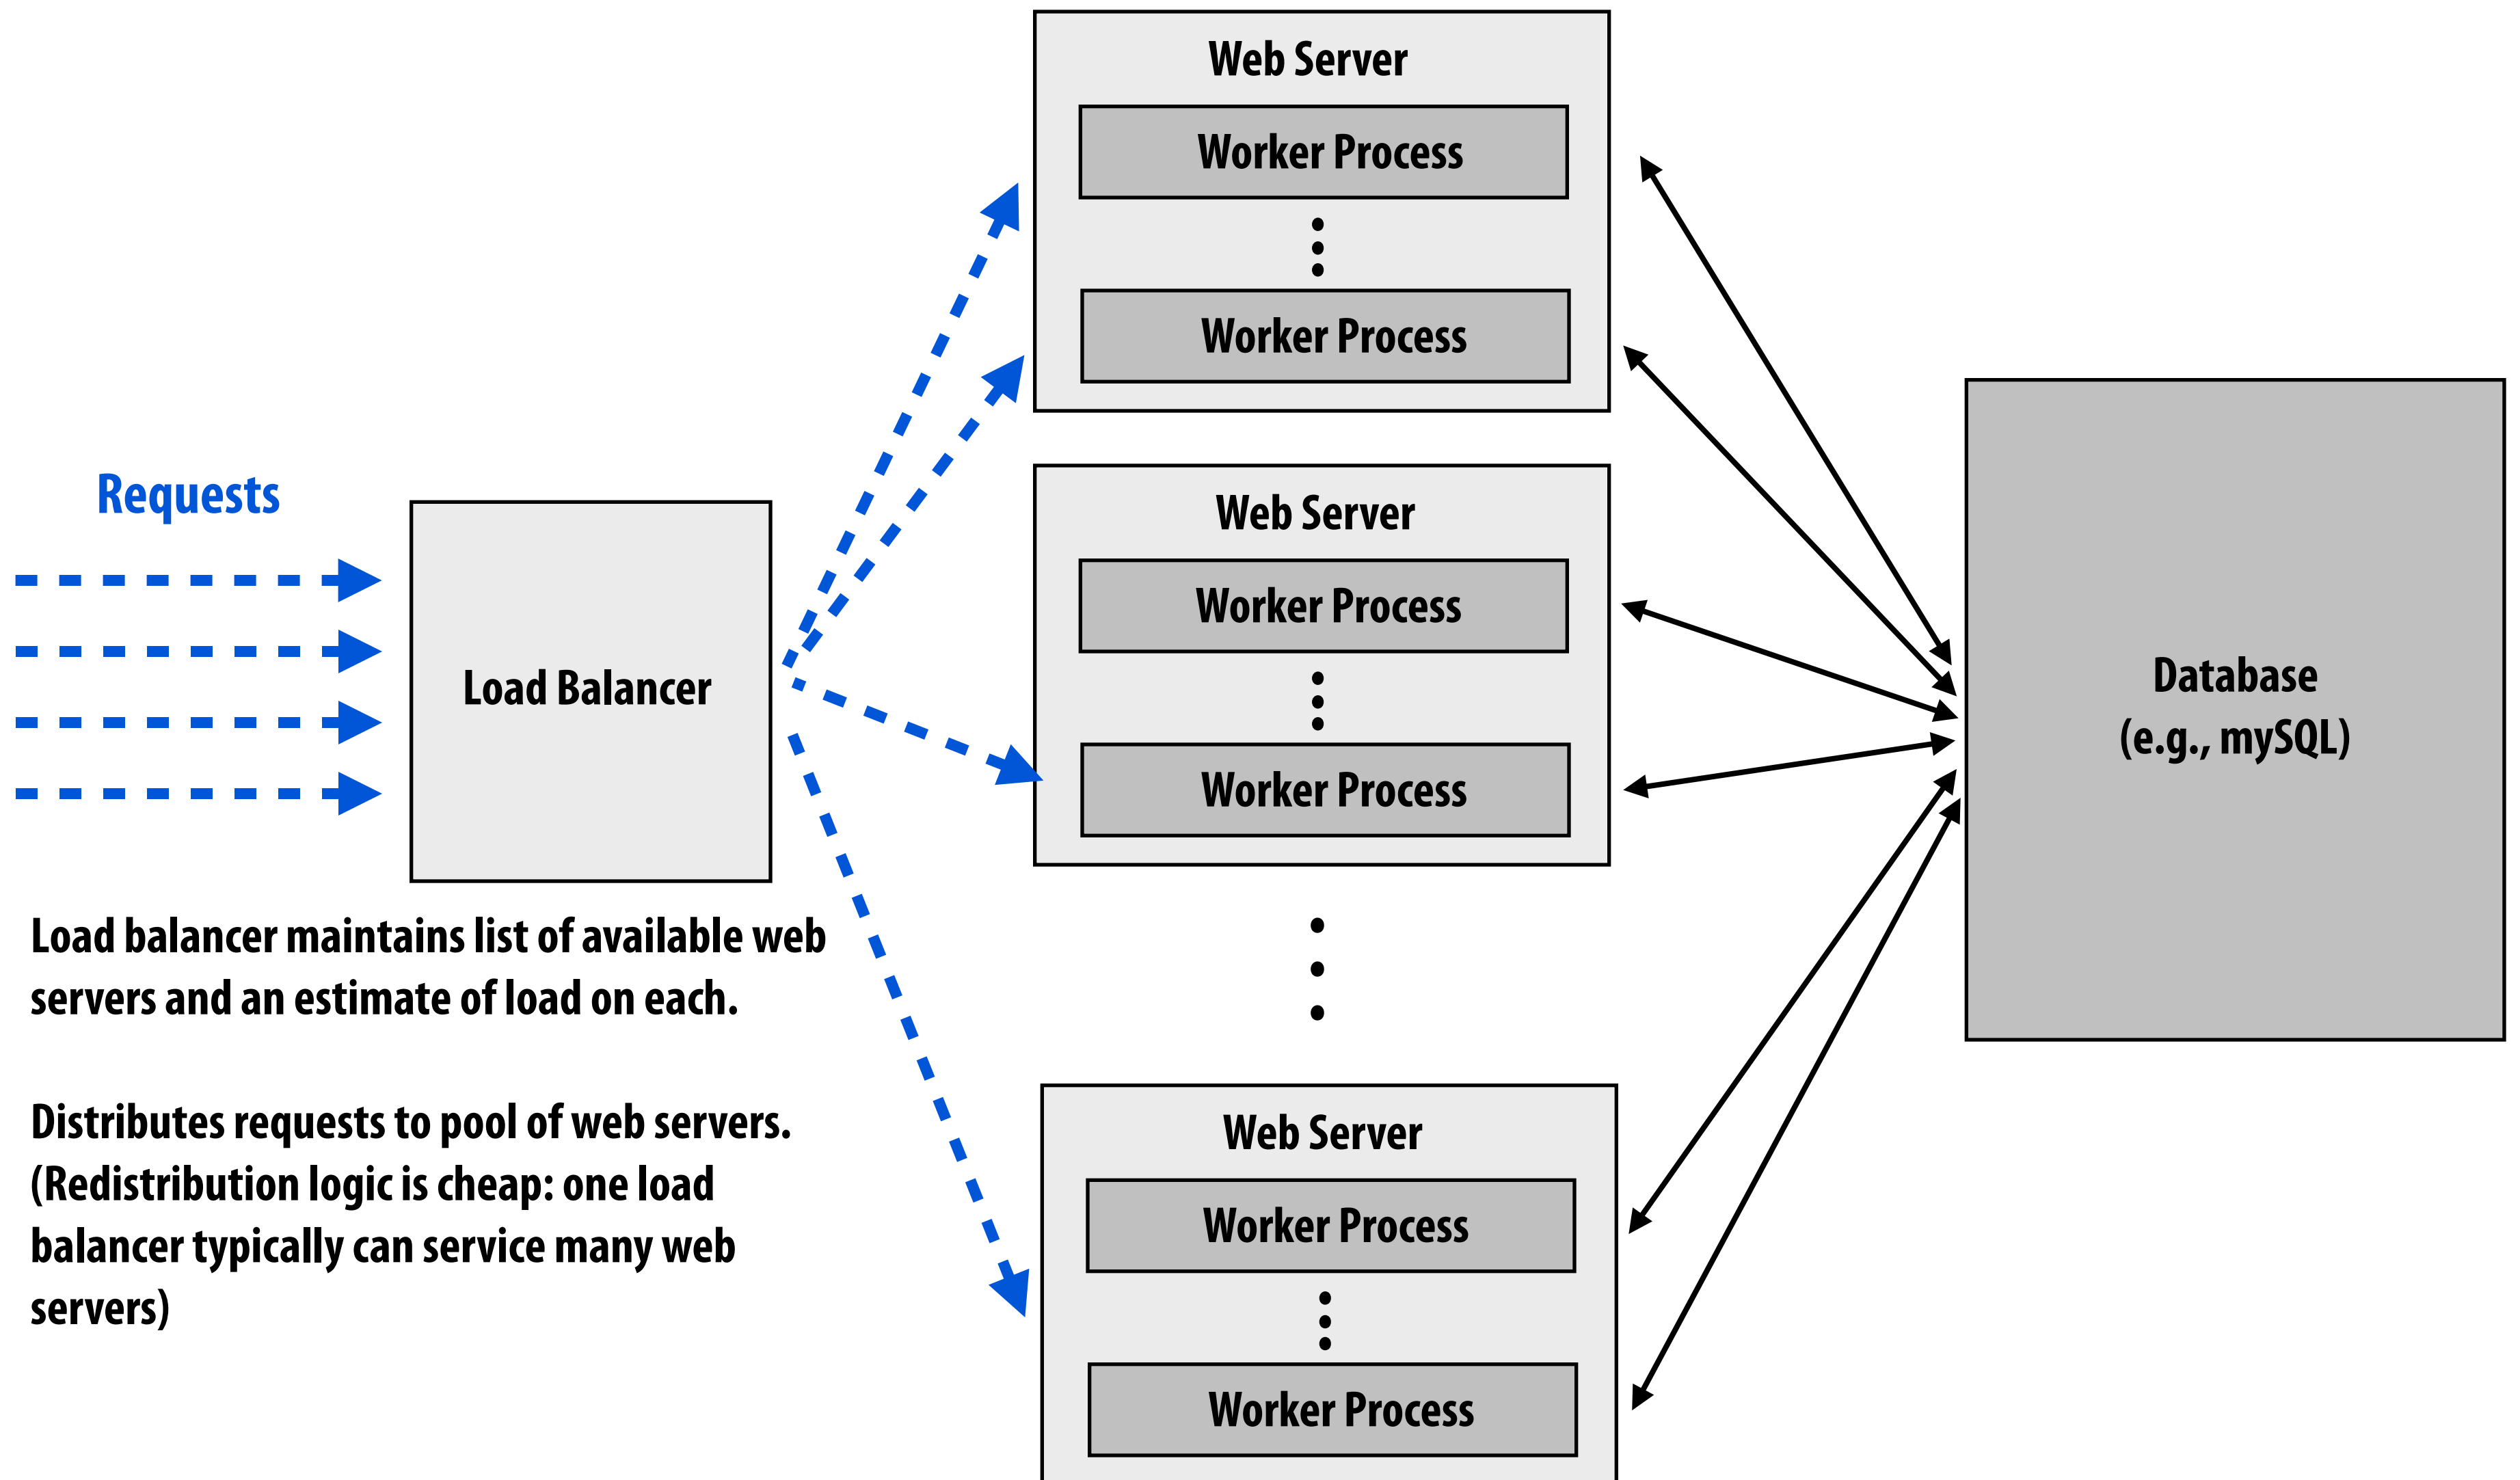 Requests
Load Balancer
Load balancer maintains list of available web
servers and an estimate of load on each.
Distributes requests to pool of web servers.
(Redistribution logic is cheap: one load
balancer typically can service many web
servers)
Web Server
Worker Process
Worker Process
Web Server
Worker Process
Worker Process
Web Server
Worker Process
Worker Process
Database
(e.g., mySQL)